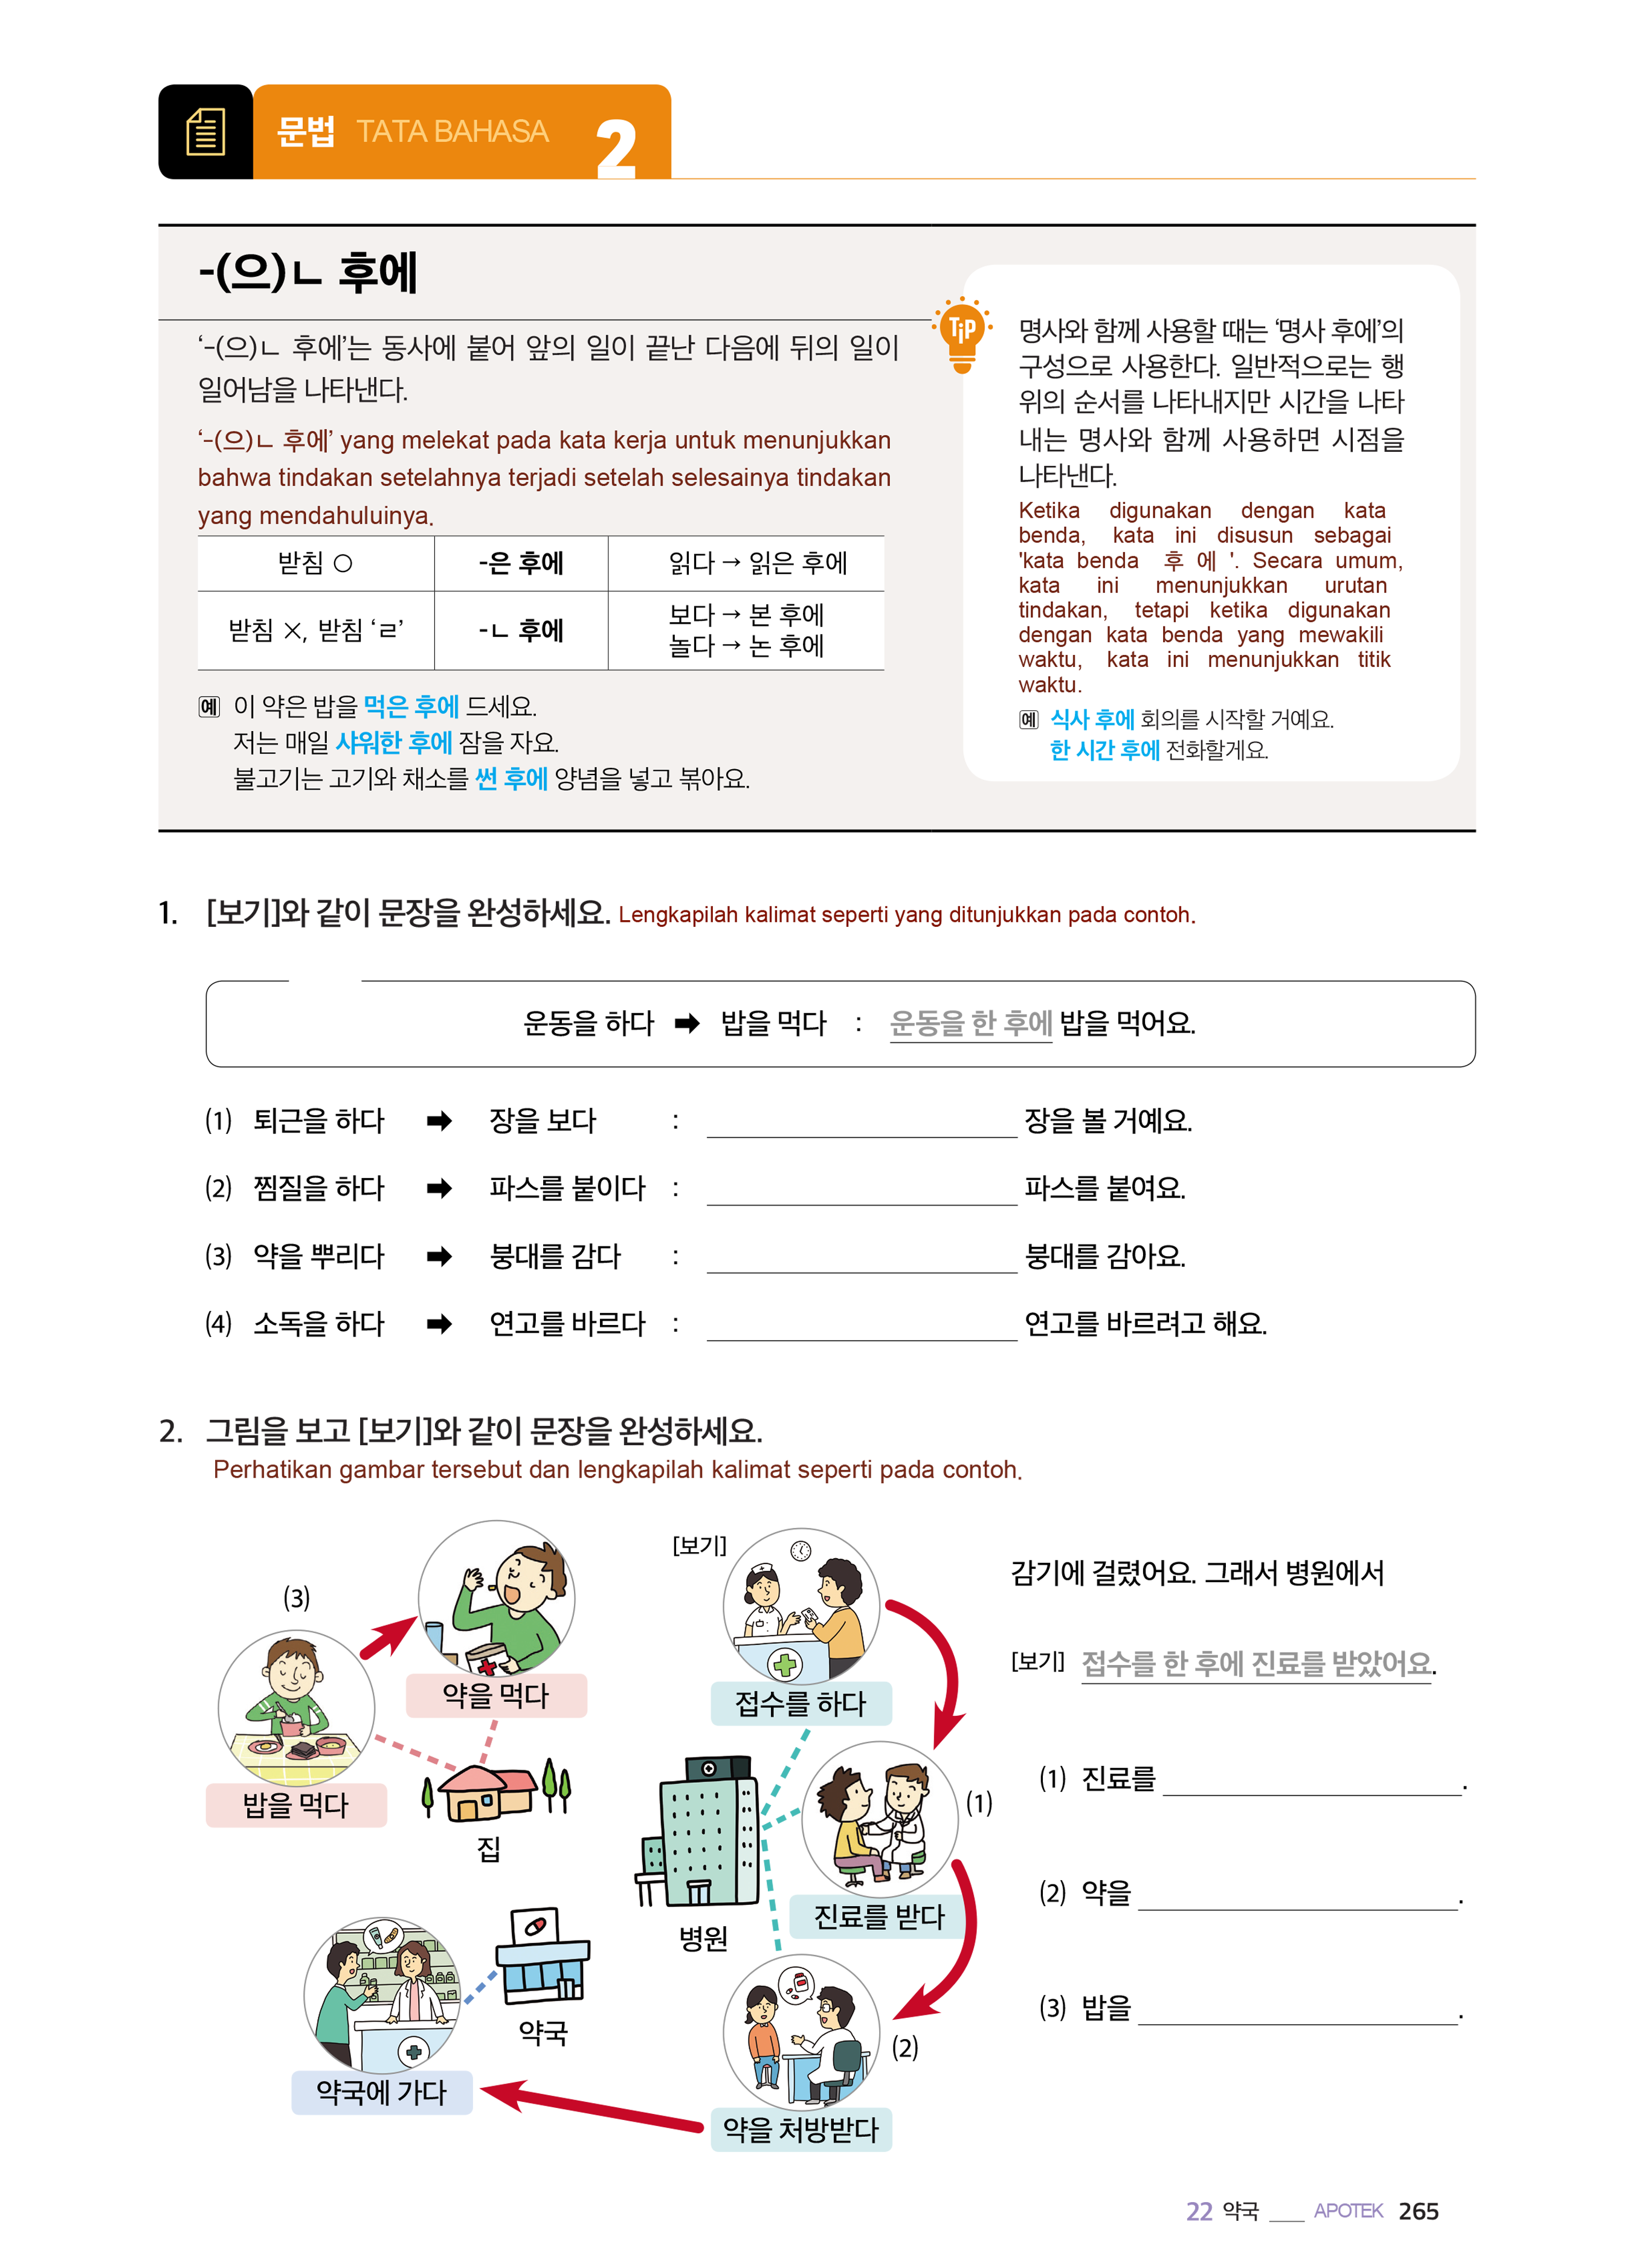 문법 TATA BAHASA 2
-(으)ㄴ 후에
‘-(으)ㄴ 후에’는 동사에 붙어 앞의 일이 끝난 다음에 뒤의 일이
일어남을 나타낸다.
‘-(으)ㄴ 후에’ yang melekat pada kata kerja untuk menunjukkan
bahwa tindakan setelahnya terjadi setelah selesainya tindakan
yang mendahuluinya.
받침 ○ -은 후에 읽다 → 읽은 후에
받침 ×, 받침 ‘ㄹ’ -ㄴ 후에 보다 → 본 후에
놀다 → 논 후에
예 이 약은 밥을 먹은 후에 드세요.
저는 매일 샤워한 후에 잠을 자요.
불고기는 고기와 채소를 썬 후에 양념을 넣고 볶아요.
Tip
명사와 함께 사용할 때는 ‘명사 후에’의
구성으로 사용한다. 일반적으로는 행
위의 순서를 나타내지만 시간을 나타
내는 명사와 함께 사용하면 시점을
나타낸다.
Ketika digunakan dengan kata
benda, kata ini disusun sebagai
'kata benda 후 에 '. Secara umum,
kata ini menunjukkan urutan
tindakan, tetapi ketika digunakan
dengan kata benda yang mewakili
waktu, kata ini menunjukkan titik
waktu.
예 식사 후에 회의를 시작할 거예요.
한 시간 후에 전화할게요.
1. [보기]와 같이 문장을 완성하세요. Lengkapilah kalimat seperti yang ditunjukkan pada contoh.
운동을 하다 ➡ 밥을 먹다 : 운동을 한 후에 밥을 먹어요.
(1) 퇴근을 하다 ➡ 장을 보다 : ____ 장을 볼 거예요.
(2) 찜질을 하다 ➡ 파스를 붙이다 : ____ 파스를 붙여요.
(3) 약을 뿌리다 ➡ 붕대를 감다 : ____ 붕대를 감아요.
(4) 소독을 하다 ➡ 연고를 바르다 : ____ 연고를 바르려고 해요.
2. 그림을 보고 [보기]와 같이 문장을 완성하세요.
Perhatikan gambar tersebut dan lengkapilah kalimat seperti pada contoh.
(3)
약을 먹다
밥을 먹다
집
[보기]
접수를 하다
(1)
진료를 받다
병원
(2)
약을 처방받다
약국
약국에 가다
감기에 걸렸어요. 그래서 병원에서
[보기] 접수를 한 후에 진료를 받았어요.
(1) 진료를 ____.
(2) 약을 ____.
(3) 밥을 ____.
22 약국 ___ APOTEK 265